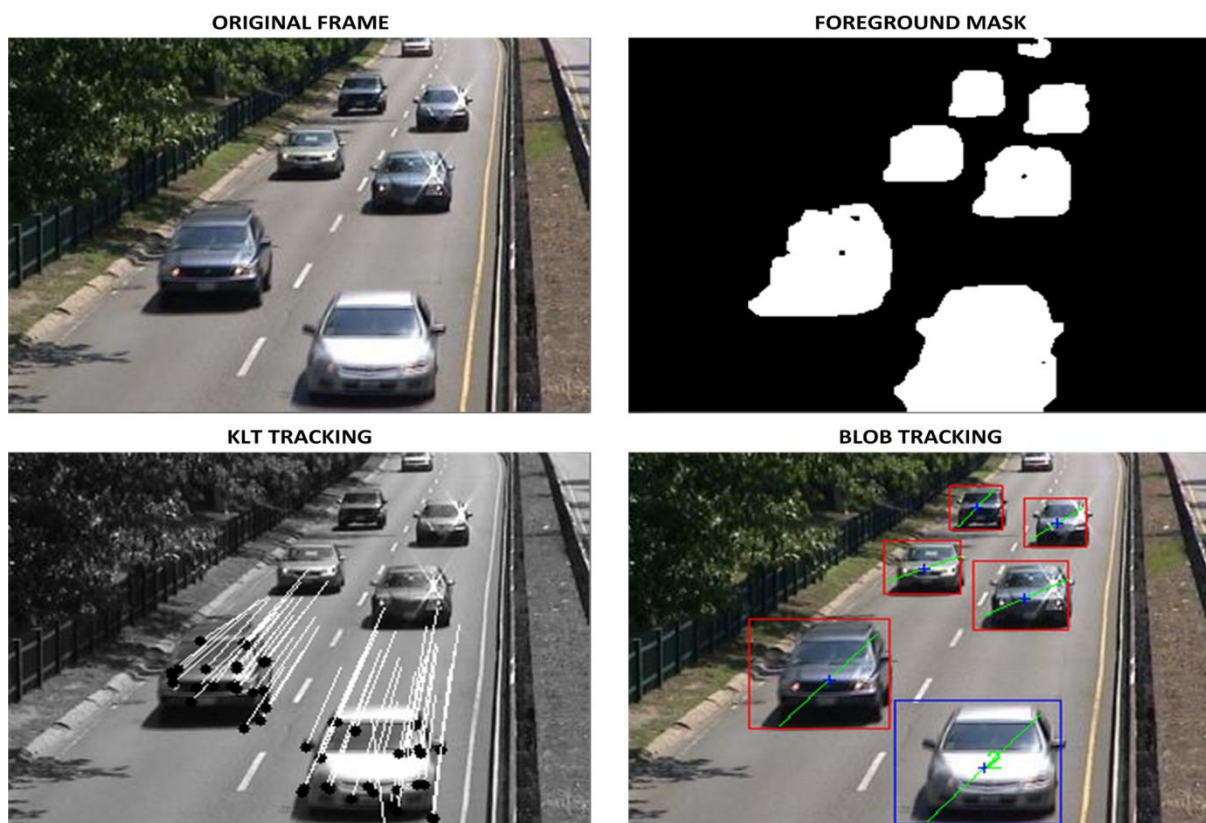 ORIGINAL FRAME
FOREGROUND MASK
KLT TRACKING
BLOB TRACKING
2